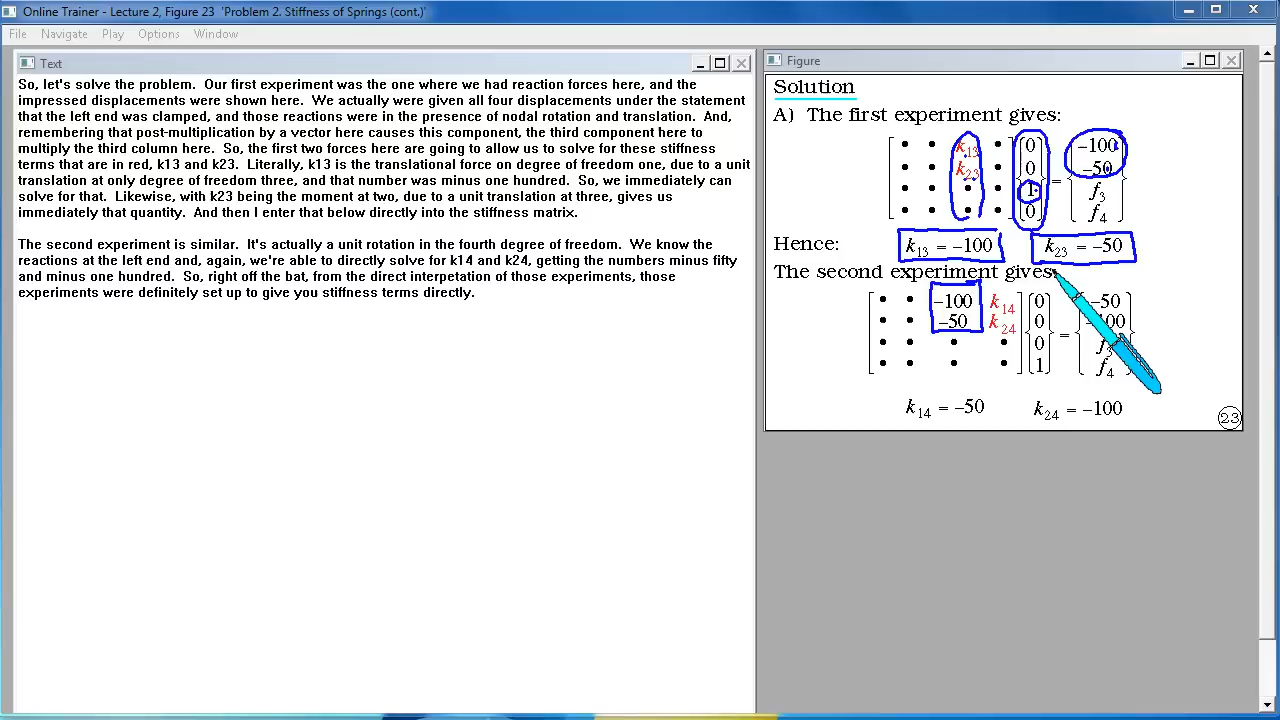 Online Trainer - Lecture 2, Figure 23 'Problem 2. Stiffness of Springs (cont.)'
File Navigate Play Options Window
Text
So, let's solve the problem. Our first experiment was the one where we had reaction forces here, and the
impressed displacements were shown here. We actually were given all four displacements under the statement
that the left end was clamped, and those reactions were in the presence of nodal rotation and translation. And,
remembering that post-multiplication by a vector here causes this component, the third component here to
multiply the third column here. So, the first two forces here are going to allow us to solve for these stiffness
terms that are in red, k13 and k23. Literally, k13 is the translational force on degree of freedom one, due to a unit
translation at only degree of freedom three, and that number was minus one hundred. So, we immediately can
solve for that. Likewise, with k23 being the moment at two, due to a unit translation at three, gives us
immediately that quantity. And then I enter that below directly into the stiffness matrix.
The second experiment is similar. It's actually a unit rotation in the fourth degree of freedom. We know the
reactions at the left end and, again, we're able to directly solve for k14 and k24, getting the numbers minus fifty
and minus one hundred. So, right off the bat, from the direct interpetation of those experiments, those
experiments were definitely set up to give you stiffness terms directly.
Figure
Solution
A) The first experiment gives:
• • k13 • 0 –100
• • k23 • 0 = –50
• • • • 1 f3
• • • • 0 f4
Hence: k13 = –100 k23 = –50
The second experiment gives:
• • –100 k14 0 –50
• • –50 k24 0 = –100
• • • • 0 f3
• • • • 1 f4
k14 = –50 k24 = –100
23